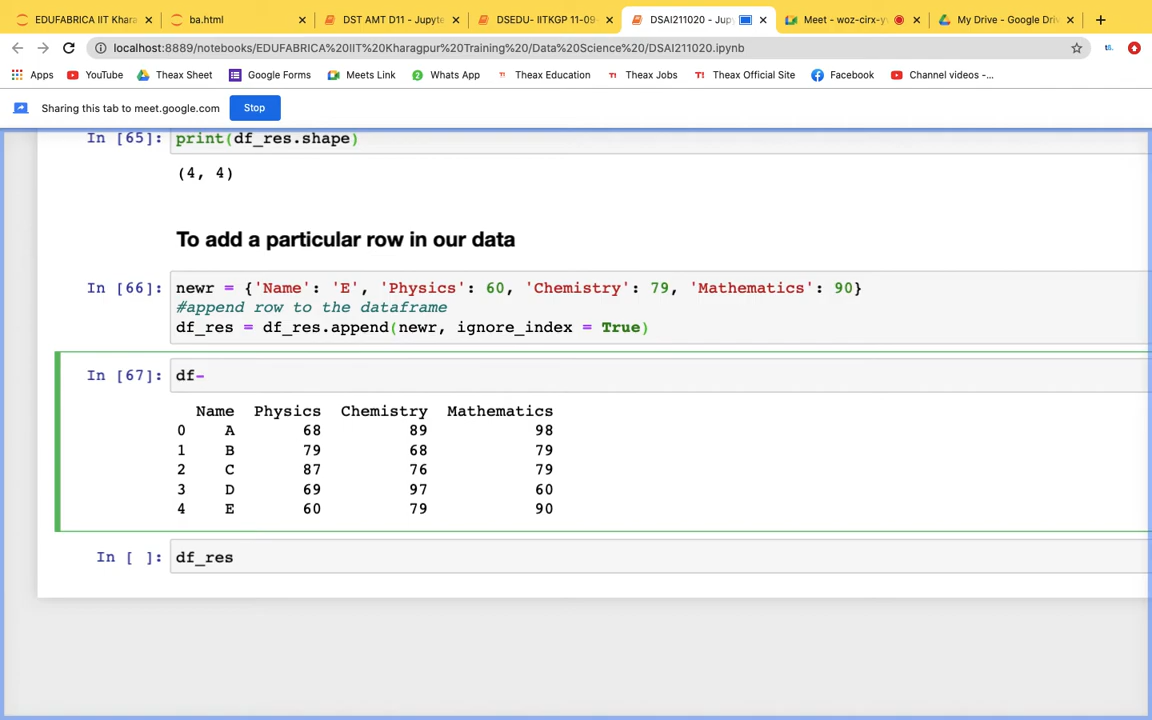 EDUFABRICA IIT Khara
ba.html
DST AMT D11 - Jupyte
DSEDU- IITKGP 11-09-
DSAI211020 - Jup
Meet - woz-cirx-y
My Drive - Google Driv
localhost:8889/notebooks/EDUFABRICA%20IIT%20Kharagpur%20Training%20/Data%20Science%20/DSAI211020.ipynb
Apps
YouTube
Theax Sheet
Google Forms
Meets Link
Whats App
Theax Education
Theax Jobs
Theax Official Site
Facebook
Channel videos -...
Sharing this tab to meet.google.com
Stop
In [65]: print(df_res.shape)
(4, 4)
To add a particular row in our data
In [66]: newr = {'Name': 'E', 'Physics': 60, 'Chemistry': 79, 'Mathematics': 90}
#append row to the dataframe
df_res = df_res.append(newr, ignore_index = True)
In [67]: df-
Name Physics Chemistry Mathematics
0 A 68 89 98
1 B 79 68 79
2 C 87 76 79
3 D 69 97 60
4 E 60 79 90
In [ ]: df_res